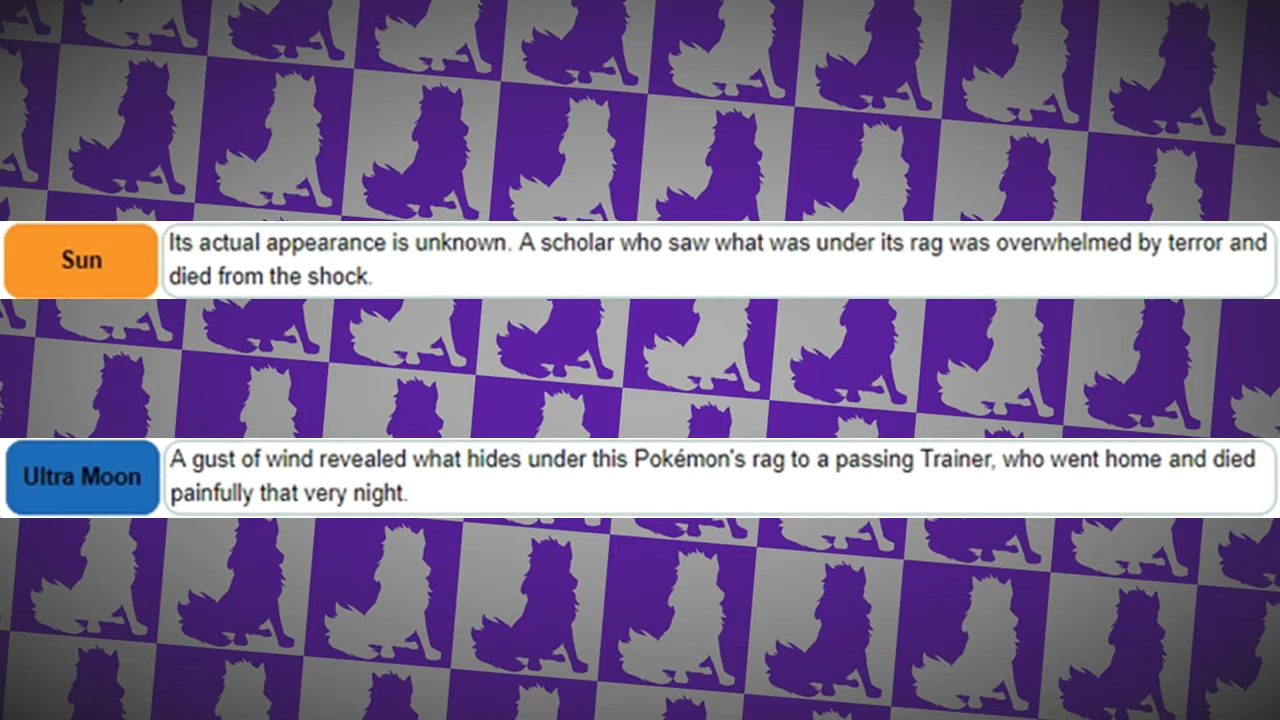 Sun
Its actual appearance is unknown. A scholar who saw what was under its rag was overwhelmed by terror and
died from the shock.
Ultra Moon
A gust of wind revealed what hides under this Pokémon's rag to a passing Trainer, who went home and died
painfully that very night.